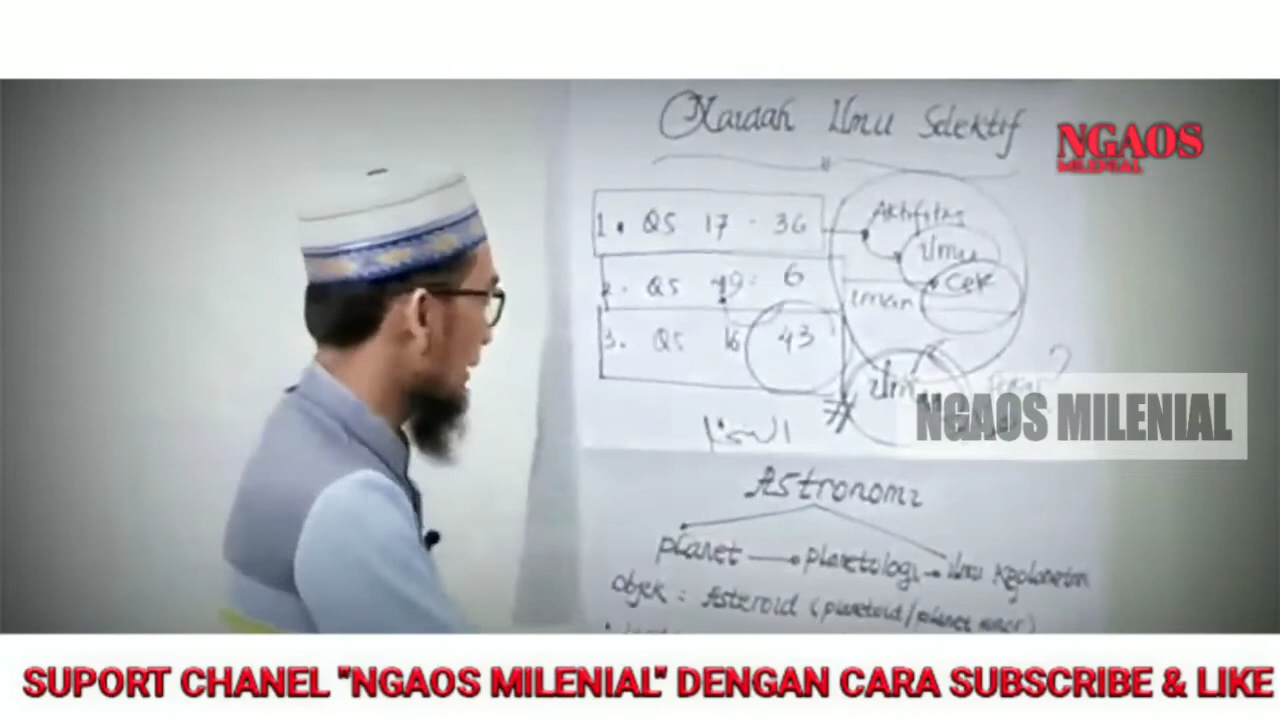 Kaidah Ilmu Selektif
NGAOS
MILENIAL
1. QS 17 : 36
Aktifitas
Ilmu
Cek
2. QS 49 : 6
Iman
3. QS 16 43
Ilmu
?
#
NGAOS MILENIAL
Astronomi
Planet
Planetologi
Ilmu Keplanetan
Objek : Asteroid (planetoid/planet minor)
SUPORT CHANEL "NGAOS MILENIAL" DENGAN CARA SUBSCRIBE & LIKE